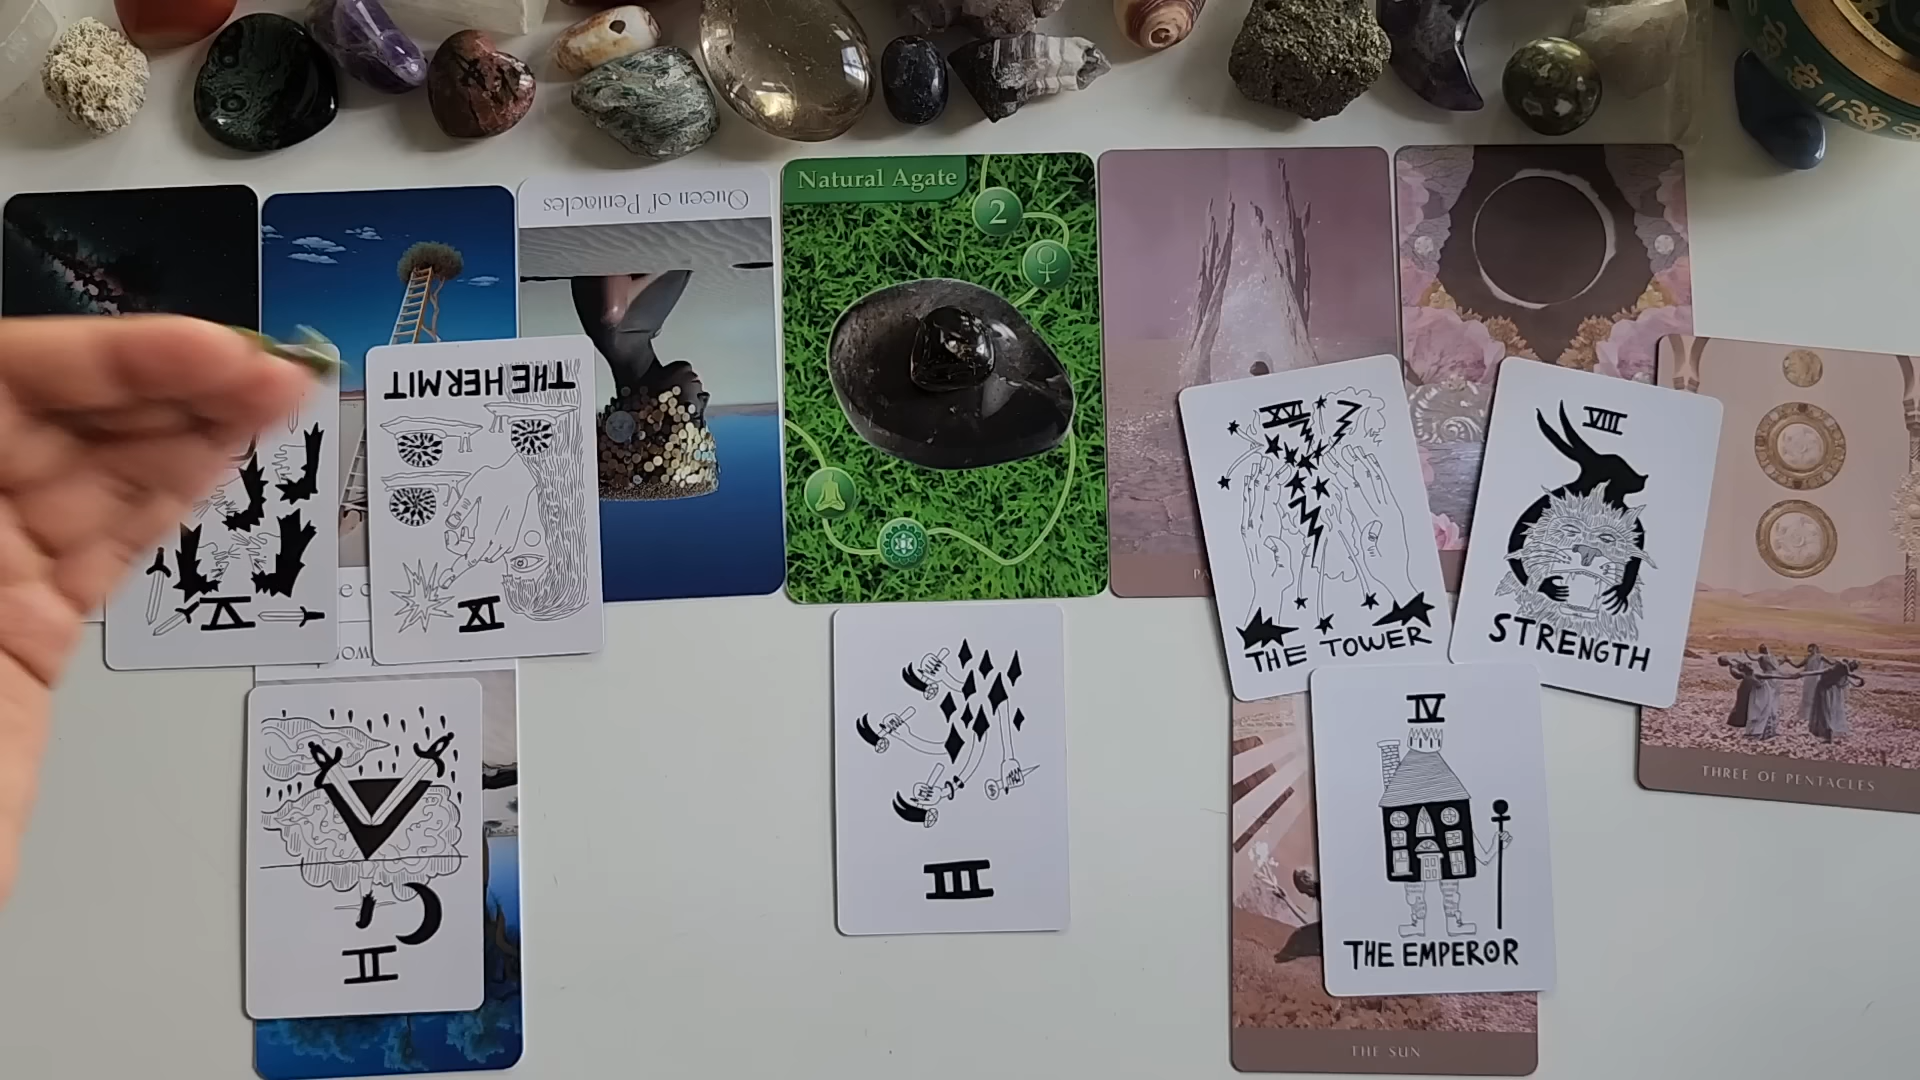 Natural Agate
2
Queen of Pentacles
THE HERMIT
IX
V
II
III
XVI
THE TOWER
VIII
STRENGTH
IV
THE EMPEROR
THREE OF PENTACLES
THE SUN